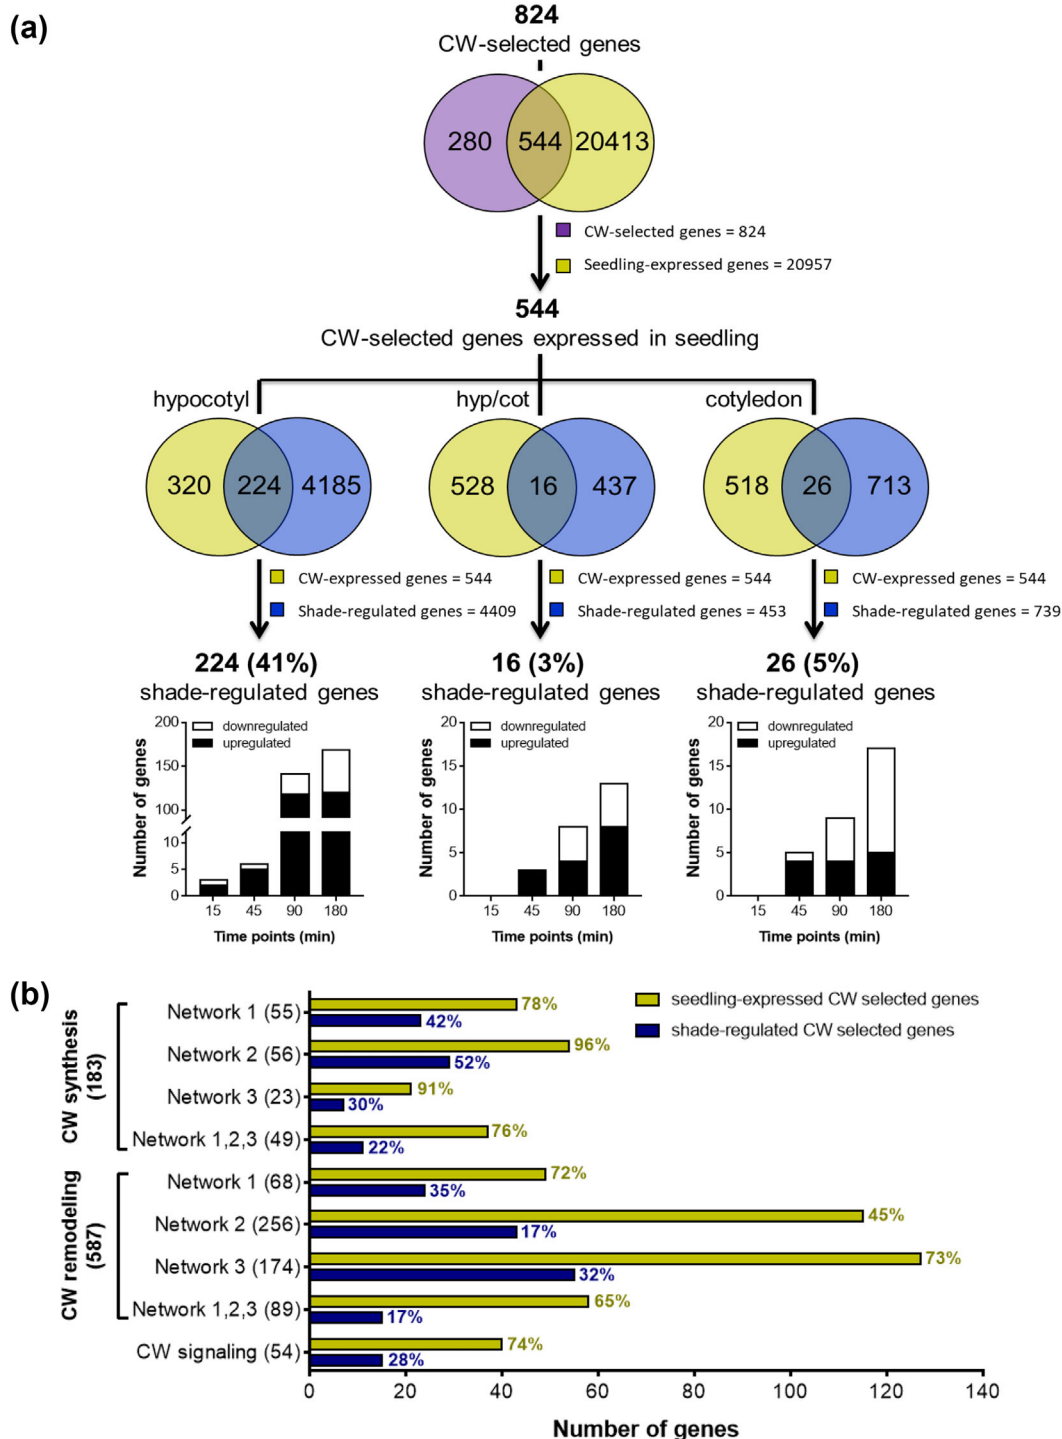 (a)
824
CW-selected genes
280 544 20413
CW-selected genes = 824
Seedling-expressed genes = 20957
544
CW-selected genes expressed in seedling
hypocotyl hyp/cot cotyledon
320 224 4185 528 16 437 518 26 713
CW-expressed genes = 544 CW-expressed genes = 544 CW-expressed genes = 544
Shade-regulated genes = 4409 Shade-regulated genes = 453 Shade-regulated genes = 739
224 (41%) 16 (3%) 26 (5%)
shade-regulated genes shade-regulated genes shade-regulated genes
Number of genes
200
150
100
10
5
0
downregulated
upregulated
15 45 90 180
Time points (min)
Number of genes
20
15
10
5
0
downregulated
upregulated
15 45 90 180
Time points (min)
Number of genes
20
15
10
5
0
downregulated
upregulated
15 45 90 180
Time points (min)
(b)
seedling-expressed CW selected genes
shade-regulated CW selected genes
CW synthesis
(183)
Network 1 (55) 78%
42%
Network 2 (56) 96%
52%
Network 3 (23) 91%
30%
Network 1,2,3 (49) 76%
22%
CW remodeling
(587)
Network 1 (68) 72%
35%
Network 2 (256) 45%
17%
Network 3 (174) 73%
32%
Network 1,2,3 (89) 65%
17%
CW signaling (54) 74%
28%
0 20 40 60 80 100 120 140
Number of genes